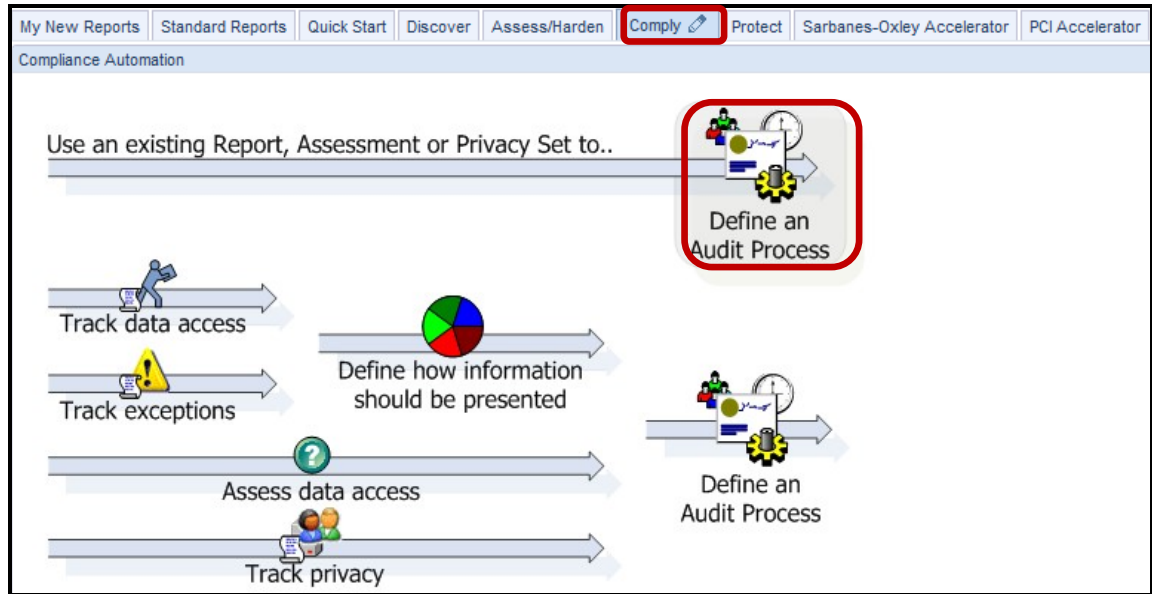 My New Reports Standard Reports Quick Start Discover Assess/Harden Comply Protect Sarbanes-Oxley Accelerator PCI Accelerator
Compliance Automation
Use an existing Report, Assessment or Privacy Set to..
Define an
Audit Process
Track data access
Define how information
should be presented
Track exceptions
Assess data access
Define an
Audit Process
Track privacy